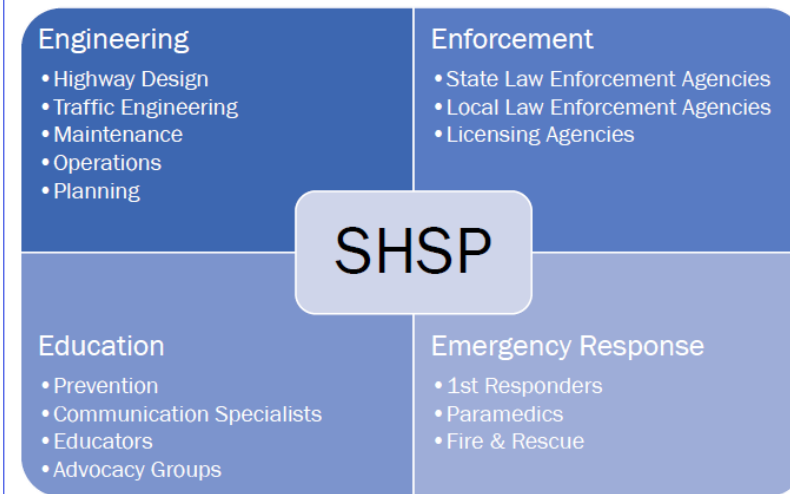 Engineering
•Highway Design
•Traffic Engineering
•Maintenance
•Operations
•Planning
Enforcement
•State Law Enforcement Agencies
•Local Law Enforcement Agencies
•Licensing Agencies
SHSP
Education
•Prevention
•Communication Specialists
•Educators
•Advocacy Groups
Emergency Response
•1st Responders
•Paramedics
•Fire & Rescue